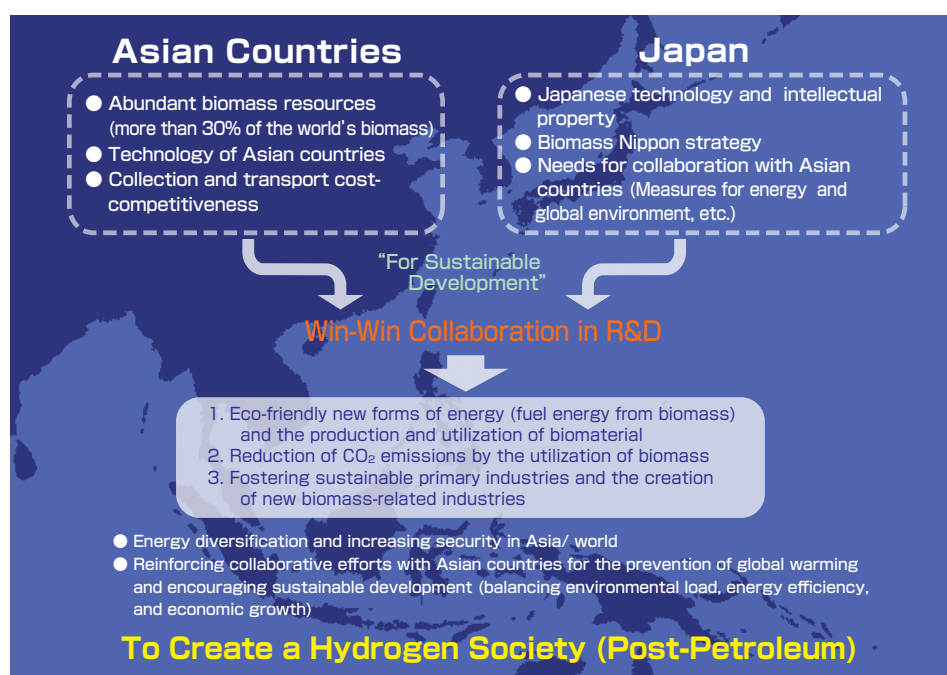 Asian Countries
● Abundant biomass resources
(more than 30% of the world's biomass)
● Technology of Asian countries
● Collection and transport cost-
competitiveness
Japan
● Japanese technology and intellectual
property
● Biomass Nippon strategy
● Needs for collaboration with Asian
countries (Measures for energy and
global environment, etc.)
“For Sustainable
Development”
Win-Win Collaboration in R&D
1. Eco-friendly new forms of energy (fuel energy from biomass)
and the production and utilization of biomaterial
2. Reduction of CO₂ emissions by the utilization of biomass
3. Fostering sustainable primary industries and the creation
of new biomass-related industries
● Energy diversification and increasing security in Asia/ world
● Reinforcing collaborative efforts with Asian countries for the prevention of global warming
and encouraging sustainable development (balancing environmental load, energy efficiency,
and economic growth)
To Create a Hydrogen Society (Post-Petroleum)